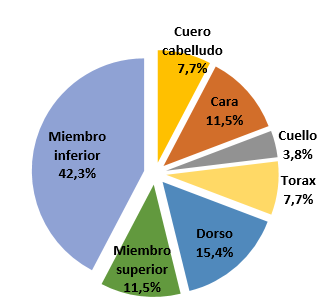 Cuero
cabelludo
7,7%
Cara
11,5%
Cuello
3,8%
Torax
7,7%
Dorso
15,4%
Miembro
superior
11,5%
Miembro
inferior
42,3%